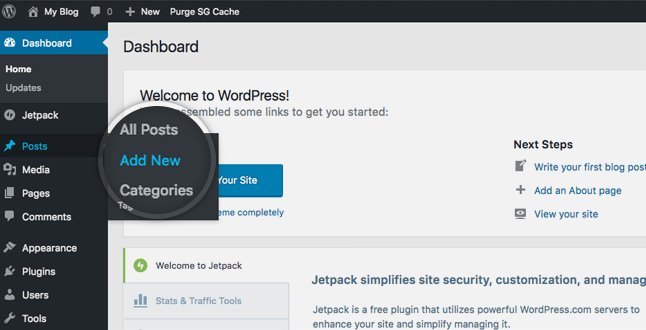 My Blog 0 New Purge SG Cache
Dashboard
Home
Updates
Jetpack
Posts
Media
Pages
Comments
Appearance
Plugins
Users
Tools
All Posts
Add New
Categories
Dashboard
Welcome to WordPress!
assembled some links to get you started:
Your Site
eme completely
Next Steps
Write your first blog post
Add an About page
View your site
Welcome to Jetpack
Stats & Traffic Tools
Jetpack simplifies site security, customization, and manag
Jetpack is a free plugin that utilizes powerful WordPress.com servers to
enhance your site and simplify managing it.